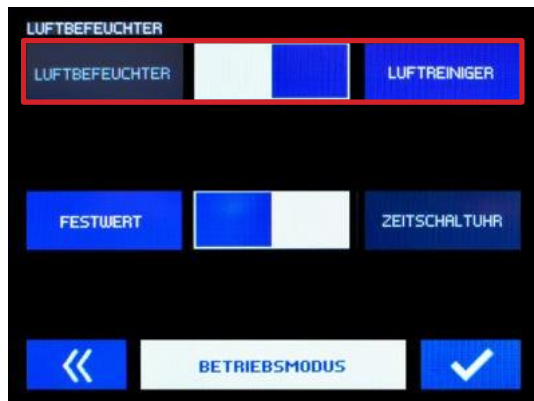 LUFTBEFEUCHTER
LUFTBEFEUCHTER LUFTREINIGER
FESTWERT ZEITSCHALTUHR
BETRIEBSMODUS